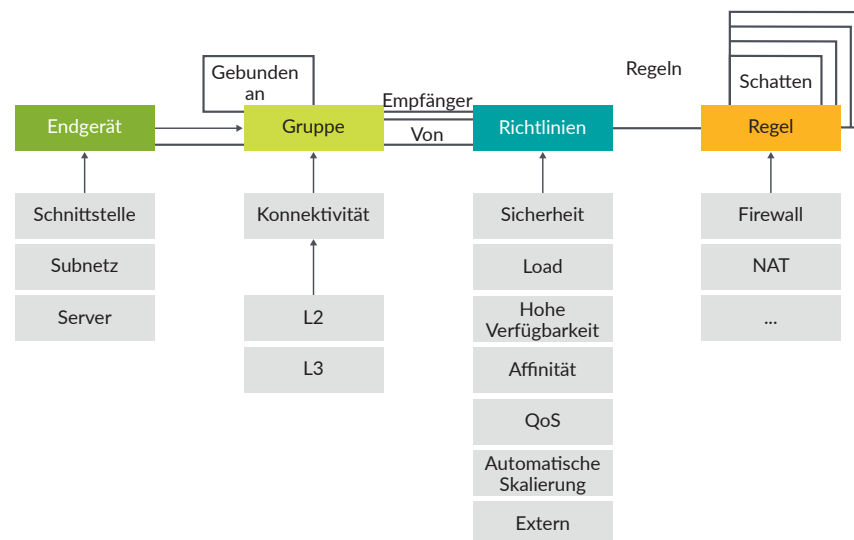 Gebunden
an
Empfänger
Von
Regeln
Schatten
Endgerät
Gruppe
Richtlinien
Regel
Schnittstelle
Subnetz
Server
Konnektivität
L2
L3
Sicherheit
Load
Hohe
Verfügbarkeit
Affinität
QoS
Automatische
Skalierung
Extern
Firewall
NAT
...